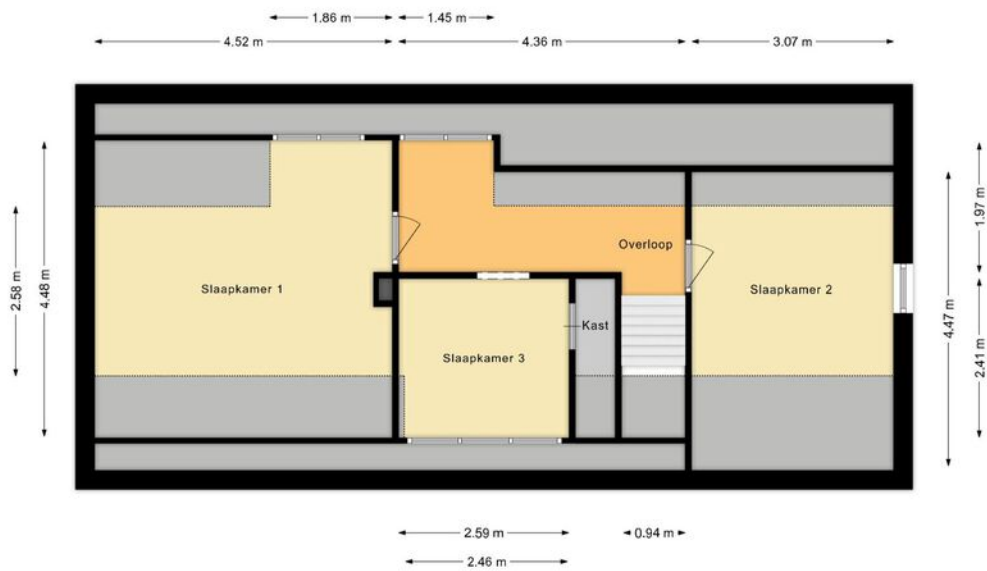 1.86 m
1.45 m
4.52 m
4.36 m
3.07 m
2.58 m
4.48 m
Slaapkamer 1
Overloop
Slaapkamer 2
Slaapkamer 3
Kast
4.47 m
1.97 m
2.41 m
2.59 m
0.94 m
2.46 m